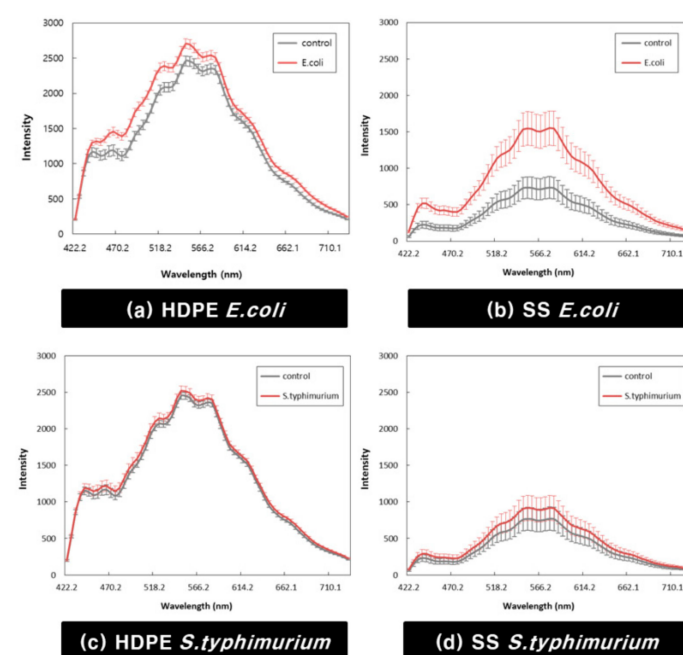 3000
2500
2000
1500
1000
500
0
Intensity
control
E.coli
422.2 470.2 518.2 566.2 614.2 662.1 710.1
Wavelength (nm)
(a) HDPE E.coli
3000
2500
2000
1500
1000
500
0
Intensity
control
E.coli
422.2 470.2 518.2 566.2 614.2 662.1 710.1
Wavelength (nm)
(b) SS E.coli
3000
2500
2000
1500
1000
500
0
Intensity
control
S.typhimurium
422.2 470.2 518.2 566.2 614.2 662.1 710.1
Wavelength (nm)
(c) HDPE S.typhimurium
3000
2500
2000
1500
1000
500
0
Intensity
control
S.typhimurium
422.2 470.2 518.2 566.2 614.2 662.1 710.1
Wavelength (nm)
(d) SS S.typhimurium